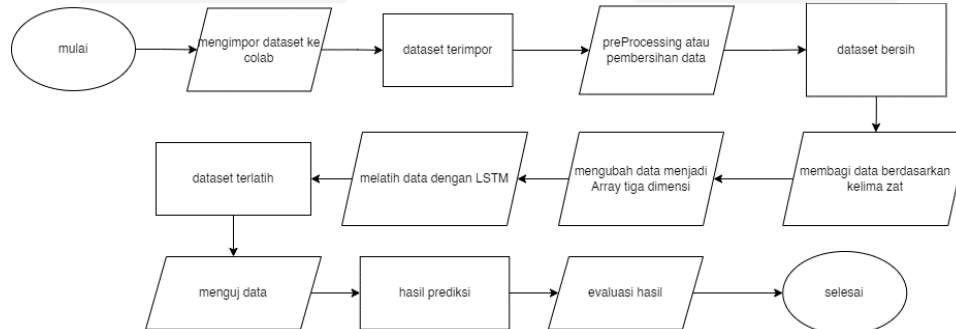 mulai
mengimpor dataset ke
colab
dataset terimpor
preProcessing atau
pembersihan data
dataset bersih
membagi data berdasarkan
kelima zat
mengubah data menjadi
Array tiga dimensi
melatih data dengan LSTM
dataset terlatih
menguj data
hasil prediksi
evaluasi hasil
selesai